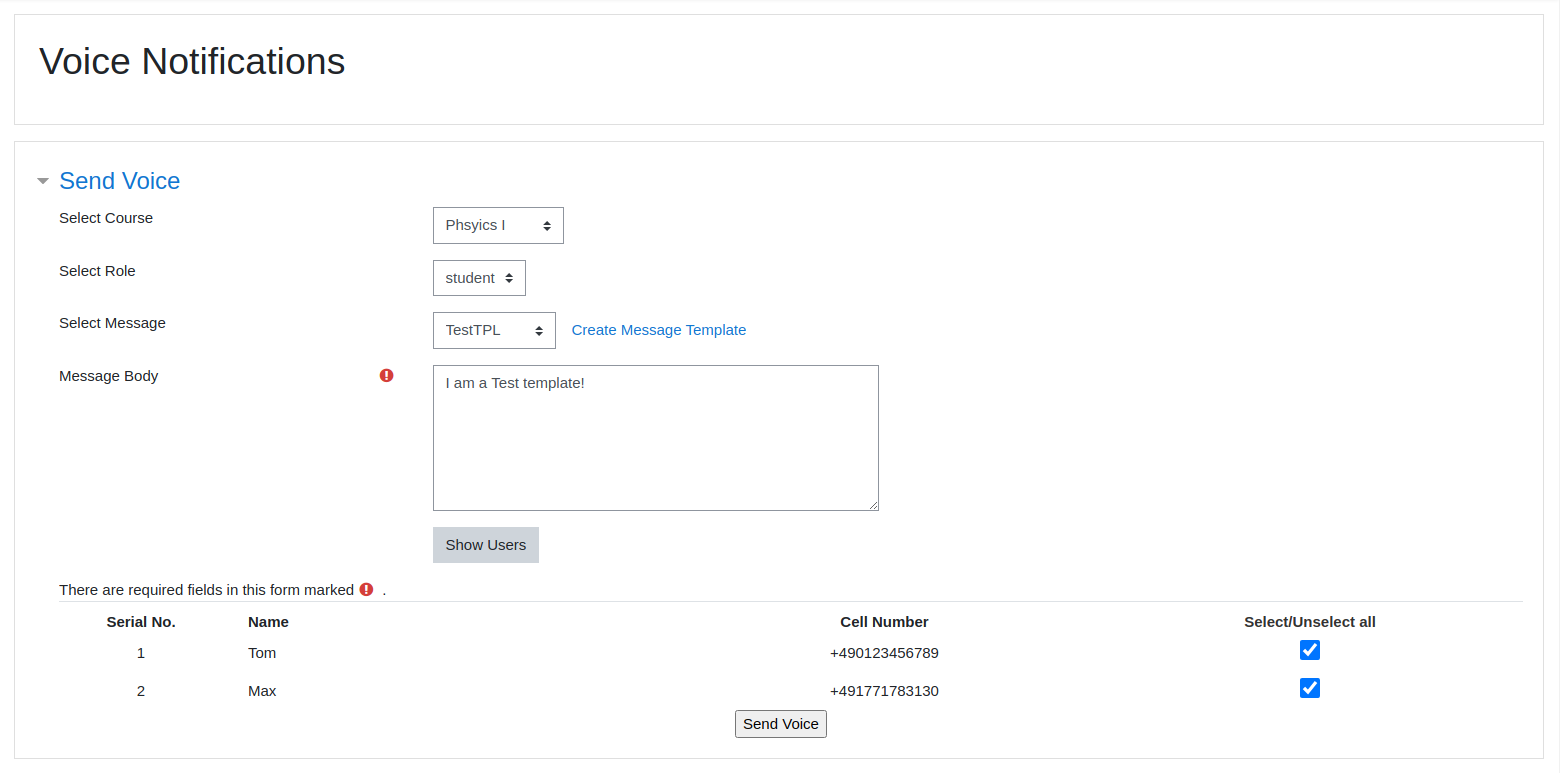 Voice Notifications
Send Voice
Select Course Phsyics I
Select Role student
Select Message TestTPL Create Message Template
Message Body I am a Test template!
Show Users
There are required fields in this form marked .
Serial No. Name Cell Number Select/Unselect all
1 Tom +490123456789
2 Max +491771783130
Send Voice